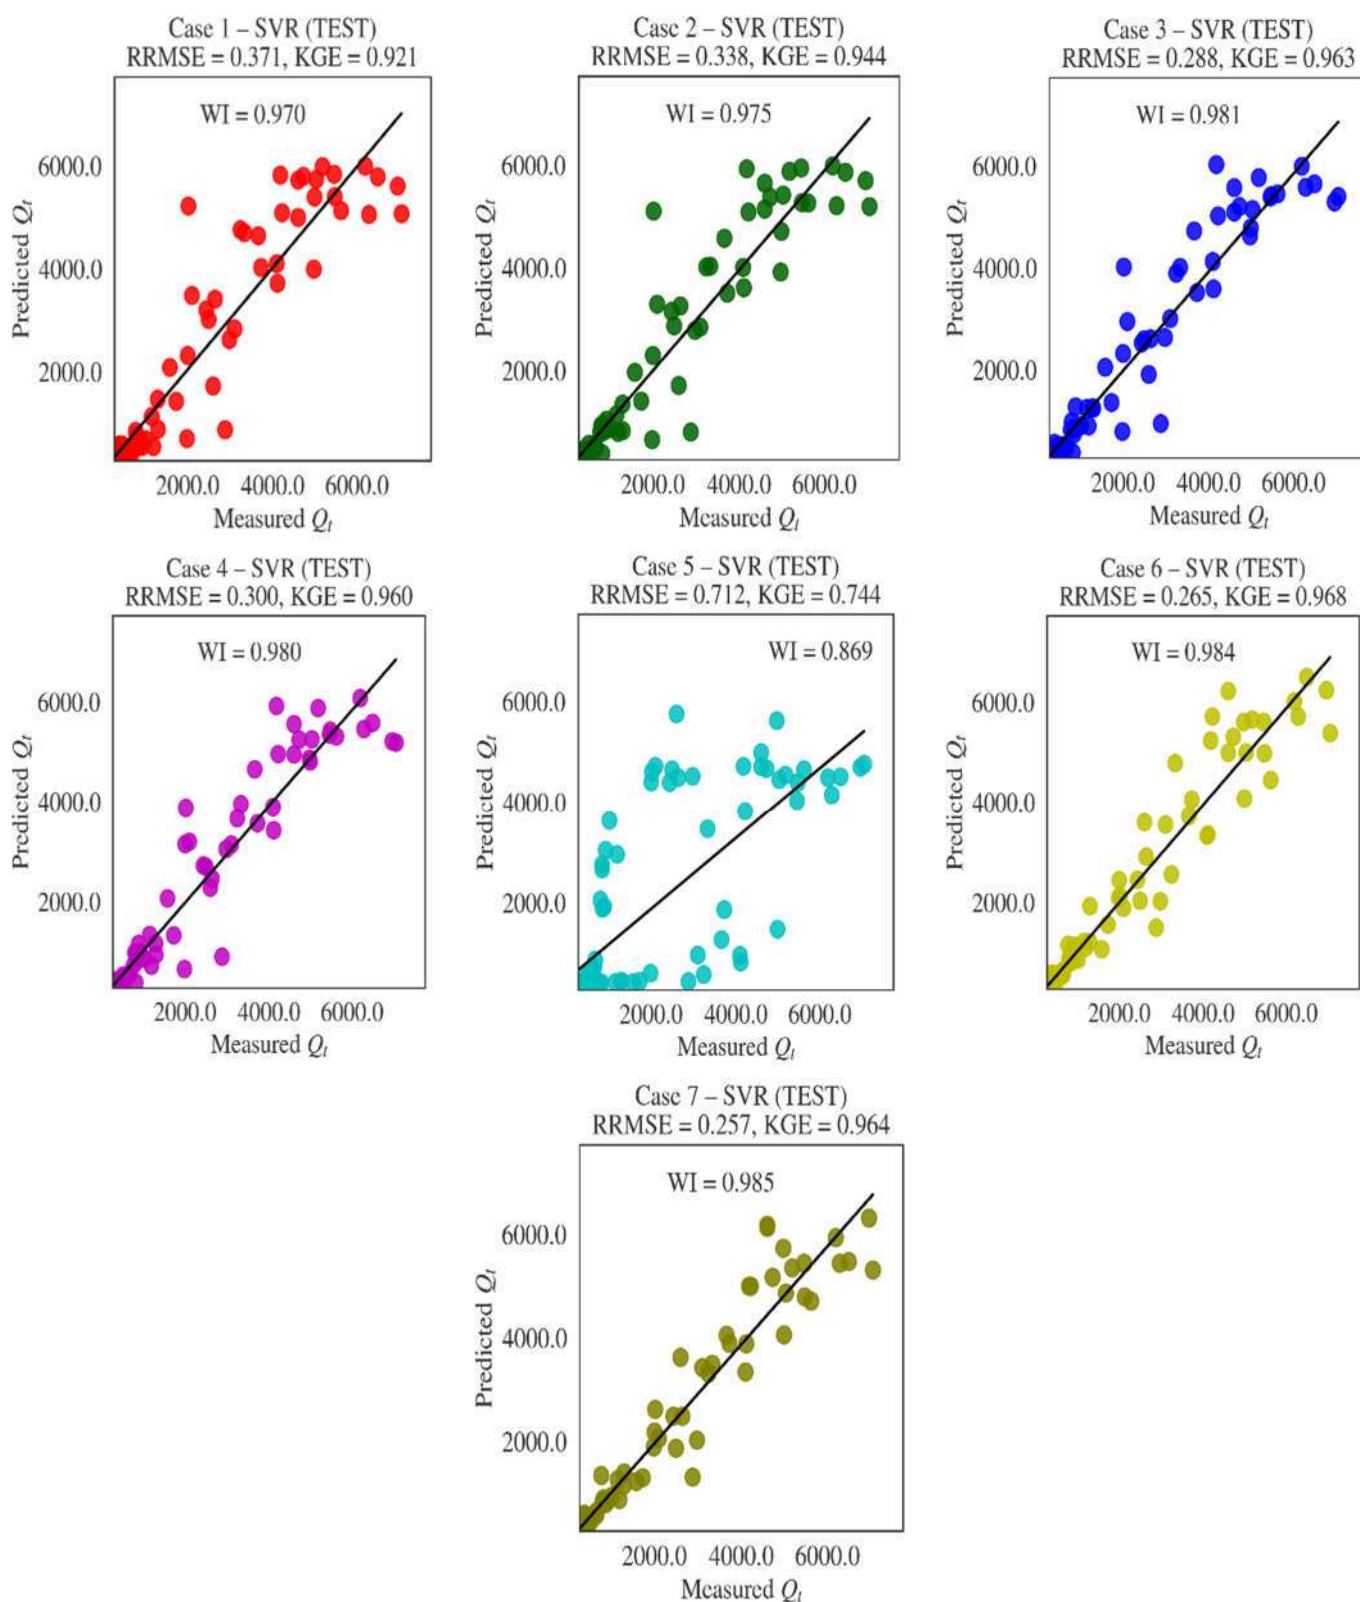 Case 1 – SVR (TEST)
RRMSE = 0.371, KGE = 0.921
WI = 0.970
6000.0
4000.0
2000.0
Predicted Qt
2000.0 4000.0 6000.0
Measured Qt
Case 2 – SVR (TEST)
RRMSE = 0.338, KGE = 0.944
WI = 0.975
6000.0
4000.0
2000.0
Predicted Qt
2000.0 4000.0 6000.0
Measured Qt
Case 3 – SVR (TEST)
RRMSE = 0.288, KGE = 0.963
WI = 0.981
6000.0
4000.0
2000.0
Predicted Qt
2000.0 4000.0 6000.0
Measured Qt
Case 4 – SVR (TEST)
RRMSE = 0.300, KGE = 0.960
WI = 0.980
6000.0
4000.0
2000.0
Predicted Qt
2000.0 4000.0 6000.0
Measured Qt
Case 5 – SVR (TEST)
RRMSE = 0.712, KGE = 0.744
WI = 0.869
6000.0
4000.0
2000.0
Predicted Qt
2000.0 4000.0 6000.0
Measured Qt
Case 6 – SVR (TEST)
RRMSE = 0.265, KGE = 0.968
WI = 0.984
6000.0
4000.0
2000.0
Predicted Qt
2000.0 4000.0 6000.0
Measured Qt
Case 7 – SVR (TEST)
RRMSE = 0.257, KGE = 0.964
WI = 0.985
6000.0
4000.0
2000.0
Predicted Qt
2000.0 4000.0 6000.0
Measured Qt